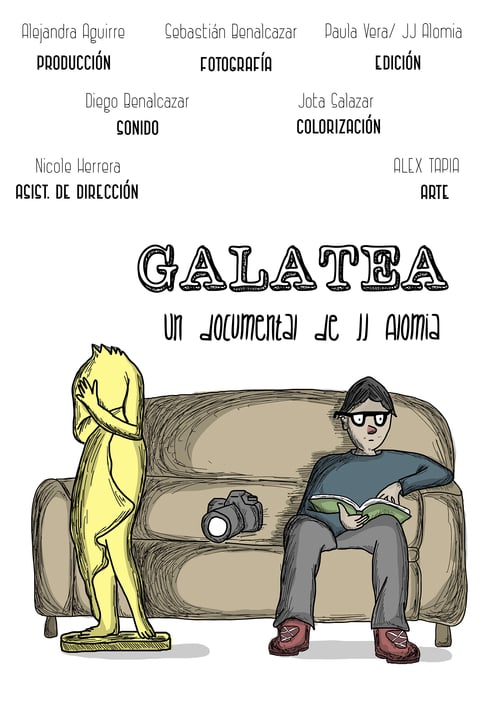 Alejandra Aguirre
PRODUCCIÓN
Sebastián Benalcazar
FOTOGRAFÍA
Paula Vera/ JJ Alomia
EDICIÓN
Diego Benalcazar
SONIDO
Jota Salazar
COLORIZACIÓN
Nicole Herrera
ASIST. DE DIRECCIÓN
ALEX TAPIA
ARTE
GALATEA
Un documental de JJ Alomia